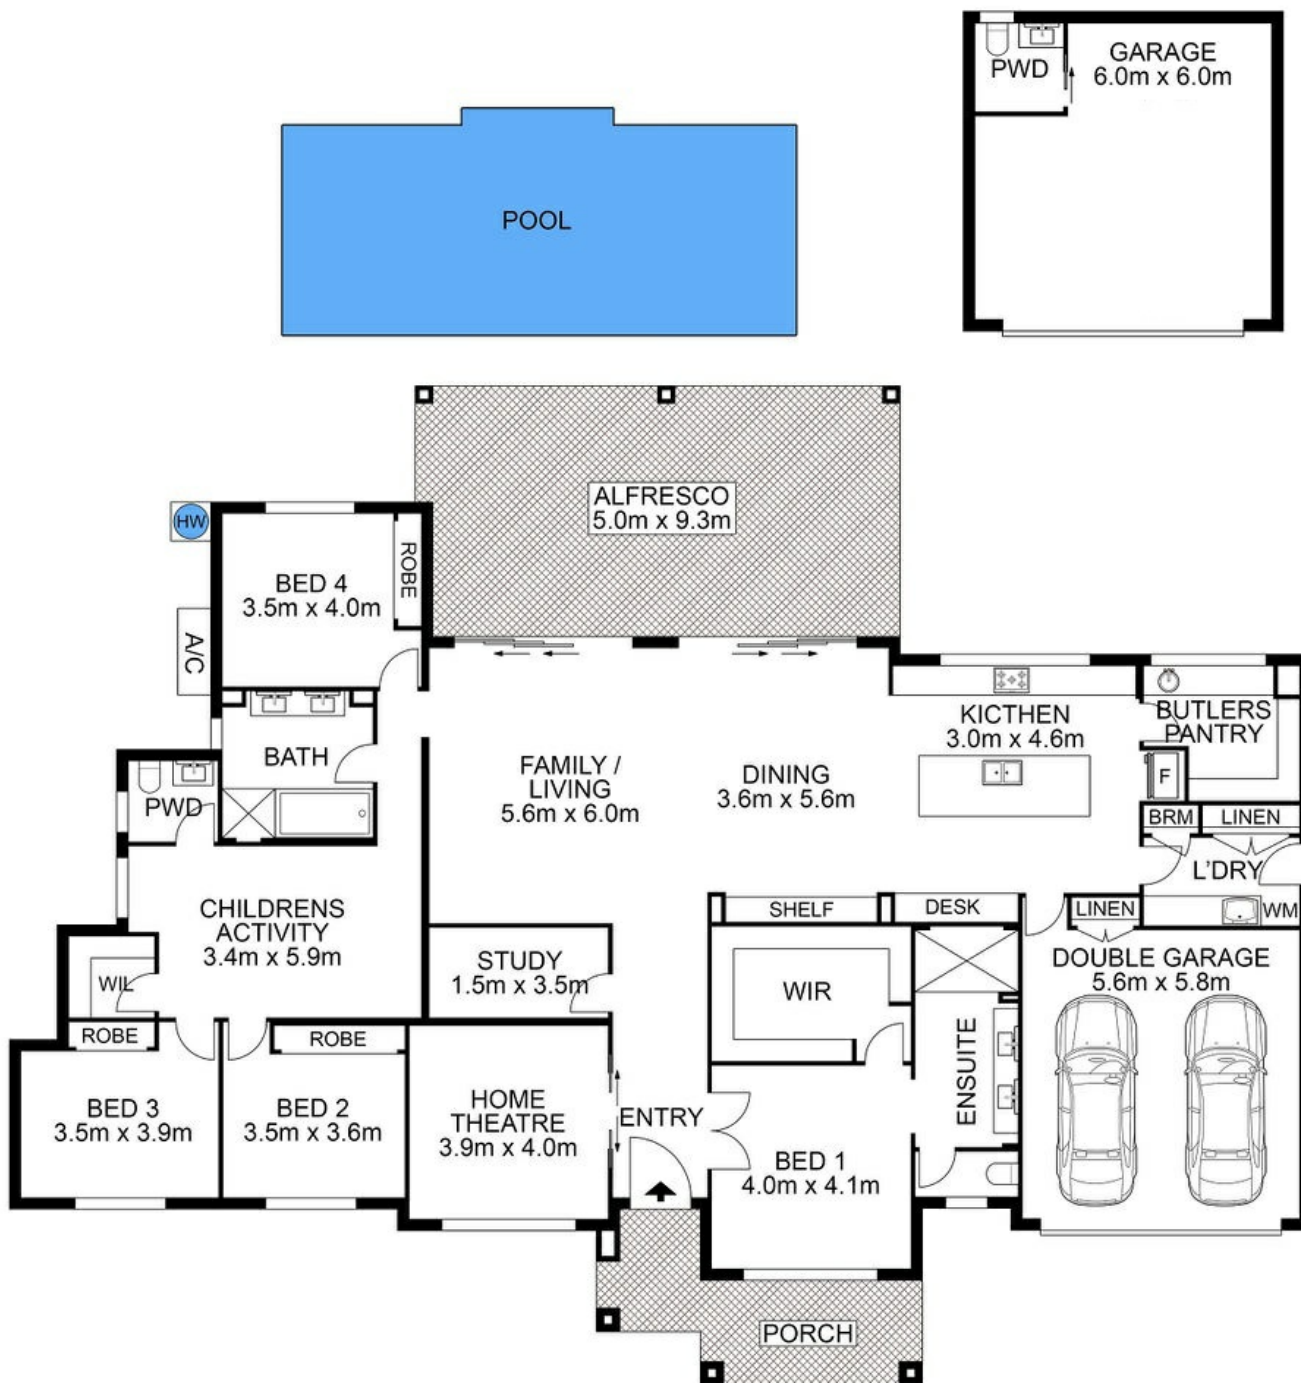 PWD
GARAGE
6.0m x 6.0m
POOL
ALFRESCO
5.0m x 9.3m
HW
A/C
BED 4
3.5m x 4.0m
ROBE
BATH
PWD
FAMILY /
LIVING
5.6m x 6.0m
DINING
3.6m x 5.6m
KICTHEN
3.0m x 4.6m
BUTLERS
PANTRY
F
BRM
LINEN
L'DRY
WM
CHILDRENS
ACTIVITY
3.4m x 5.9m
WIL
STUDY
1.5m x 3.5m
SHELF
DESK
LINEN
WIR
DOUBLE GARAGE
5.6m x 5.8m
ROBE
ROBE
BED 3
3.5m x 3.9m
BED 2
3.5m x 3.6m
HOME
THEATRE
3.9m x 4.0m
ENTRY
ENSUITE
BED 1
4.0m x 4.1m
PORCH